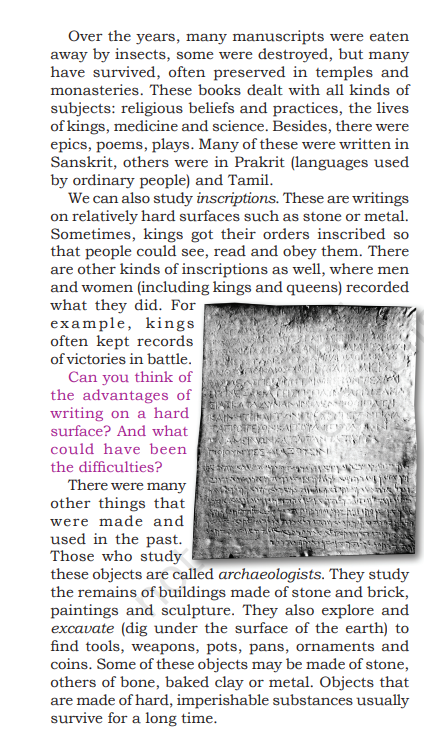 Over the years, many manuscripts were eaten
away by insects, some were destroyed, but many
have survived, often preserved in temples and
monasteries. These books dealt with all kinds of
subjects: religious beliefs and practices, the lives
of kings, medicine and science. Besides, there were
epics, poems, plays. Many of these were written in
Sanskrit, others were in Prakrit (languages used
by ordinary people) and Tamil.
We can also study inscriptions. These are writings
on relatively hard surfaces such as stone or metal.
Sometimes, kings got their orders inscribed so
that people could see, read and obey them. There
are other kinds of inscriptions as well, where men
and women (including kings and queens) recorded
what they did. For
example, kings
often kept records
of victories in battle.
Can you think of
the advantages of
writing on a hard
surface? And what
could have been
the difficulties?
There were many
other things that
were made and
used in the past.
Those who study
these objects are called archaeologists. They study
the remains of buildings made of stone and brick,
paintings and sculpture. They also explore and
excavate (dig under the surface of the earth) to
find tools, weapons, pots, pans, ornaments and
coins. Some of these objects may be made of stone,
others of bone, baked clay or metal. Objects that
are made of hard, imperishable substances usually
survive for a long time.